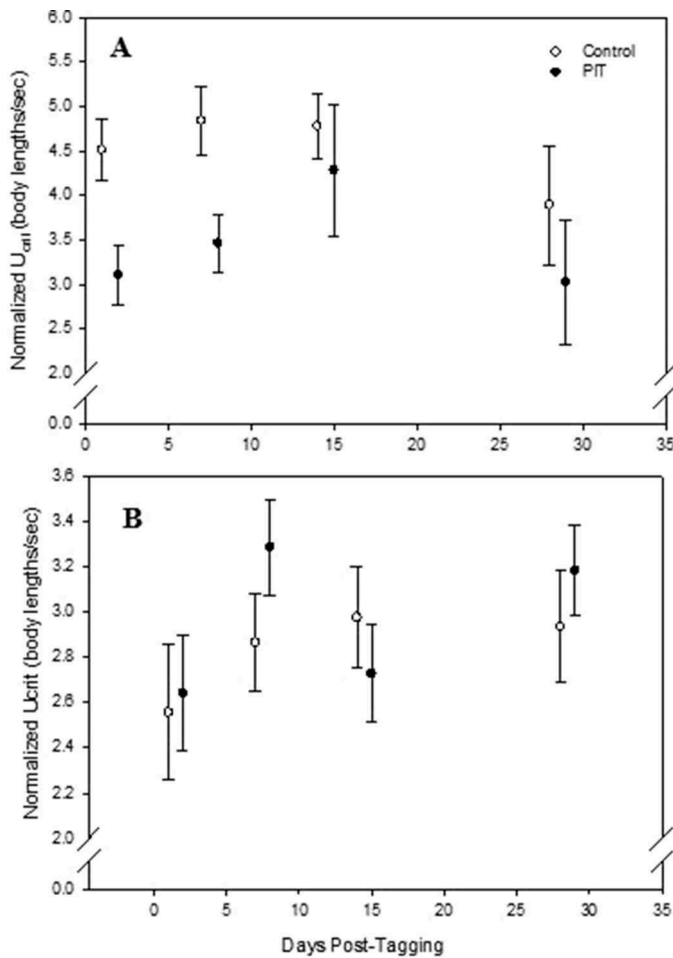 A
Control
PIT
Normalized Ucrit (body lengths/sec)
6.0
5.5
5.0
4.5
4.0
3.5
3.0
2.5
2.0
0.0
0 5 10 15 20 25 30 35
B
Normalized Ucrit (body lengths/sec)
3.6
3.4
3.2
3.0
2.8
2.6
2.4
2.2
2.0
0.0
0 5 10 15 20 25 30 35
Days Post-Tagging